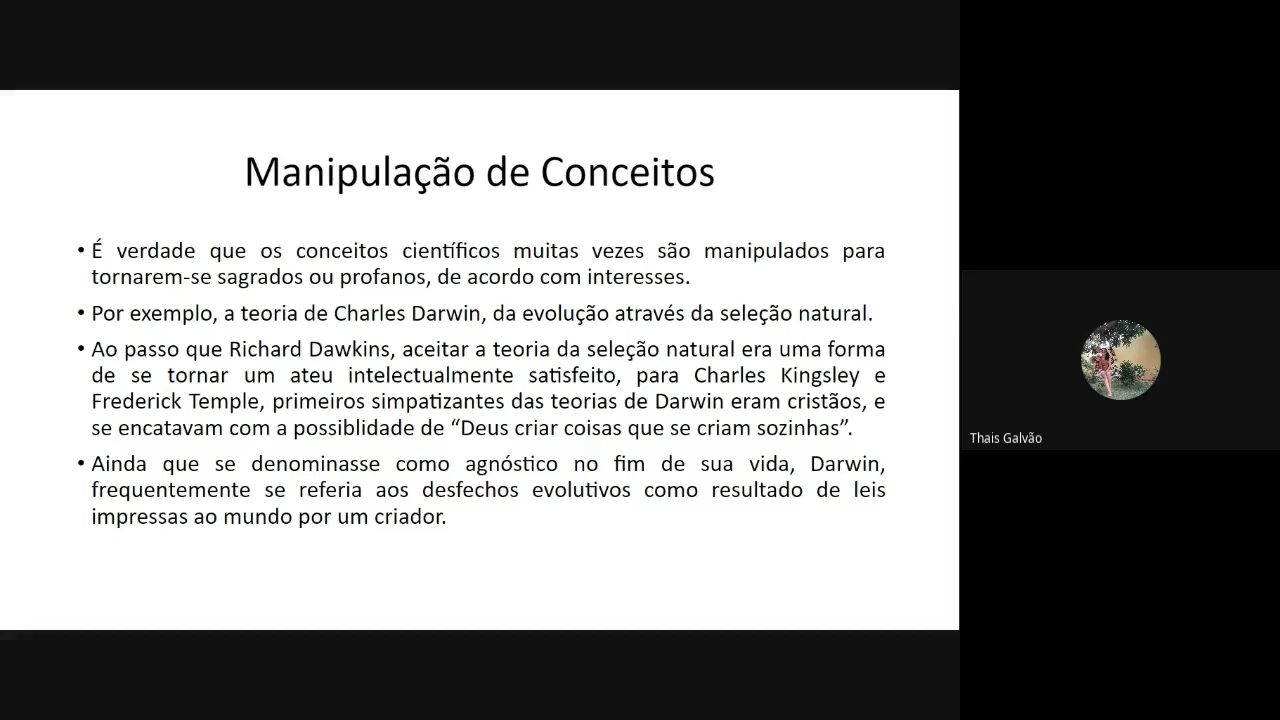 Manipulação de Conceitos
• É verdade que os conceitos científicos muitas vezes são manipulados para
tornarem-se sagrados ou profanos, de acordo com interesses.
• Por exemplo, a teoria de Charles Darwin, da evolução através da seleção natural.
• Ao passo que Richard Dawkins, aceitar a teoria da seleção natural era uma forma
de se tornar um ateu intelectualmente satisfeito, para Charles Kingsley e
Frederick Temple, primeiros simpatizantes das teorias de Darwin eram cristãos, e
se encatavam com a possiblidade de “Deus criar coisas que se criam sozinhas”.
• Ainda que se denominasse como agnóstico no fim de sua vida, Darwin,
frequentemente se referia aos desfechos evolutivos como resultado de leis
impressas ao mundo por um criador.
Thais Galvão